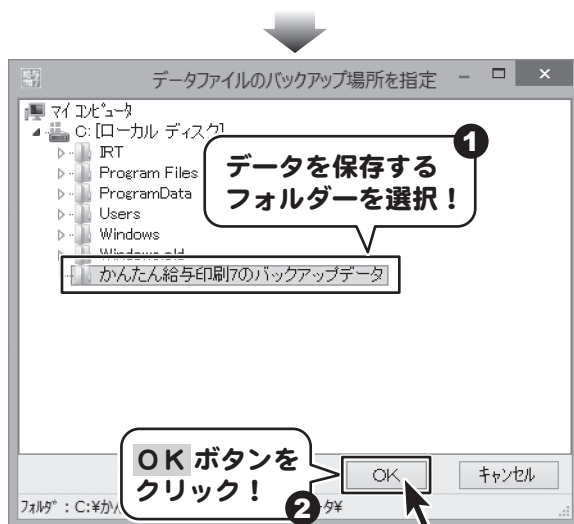 データファイルのバックアップ場所を指定
マイ コンピュータ
C: [ローカル ディスク]
IRT
Program Files
ProgramData
Users
Windows
Windows.old
かんたん給与印刷7のバックアップデータ
1
データを保存する
フォルダーを選択！
OK ボタンを
クリック！
2
OK
キャンセル
フォルダ : C:¥か
タ¥